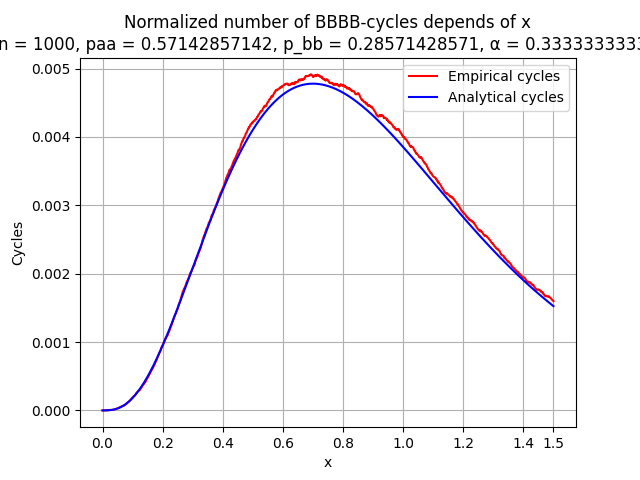 Normalized number of BBBB-cycles depends of x
n = 1000, paa = 0.57142857142, p_bb = 0.28571428571, α = 0.3333333333
Empirical cycles
Analytical cycles
0.005
0.004
0.003
0.002
0.001
0.000
Cycles
0.0 0.2 0.4 0.6 0.8 1.0 1.2 1.4 1.5
x